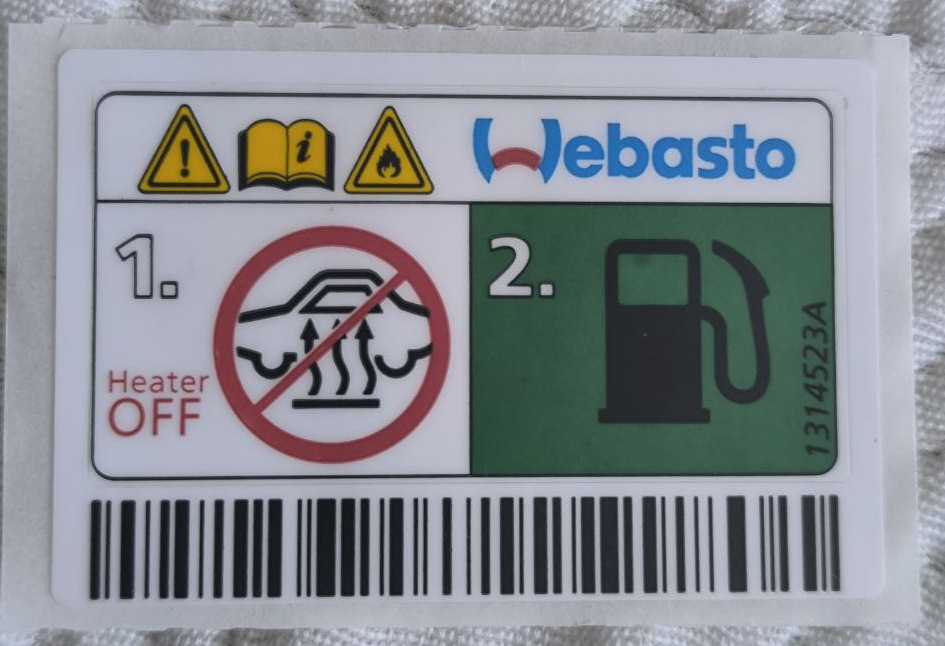 Webasto
1.
Heater
OFF
2.
1314523A